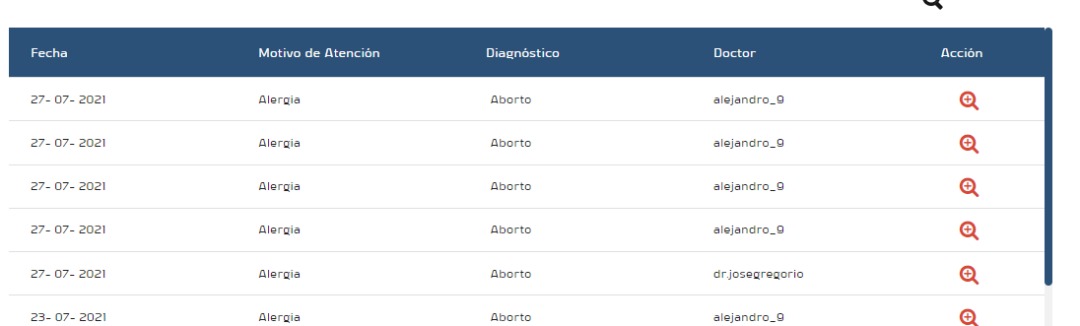 Fecha Motivo de Atención Diagnóstico Doctor Acción
27- 07- 2021 Alergia Aborto alejandro_9
27- 07- 2021 Alergia Aborto alejandro_9
27- 07- 2021 Alergia Aborto alejandro_9
27- 07- 2021 Alergia Aborto alejandro_9
27- 07- 2021 Alergia Aborto dr.josegregorio
23- 07- 2021 Alergia Aborto alejandro_9